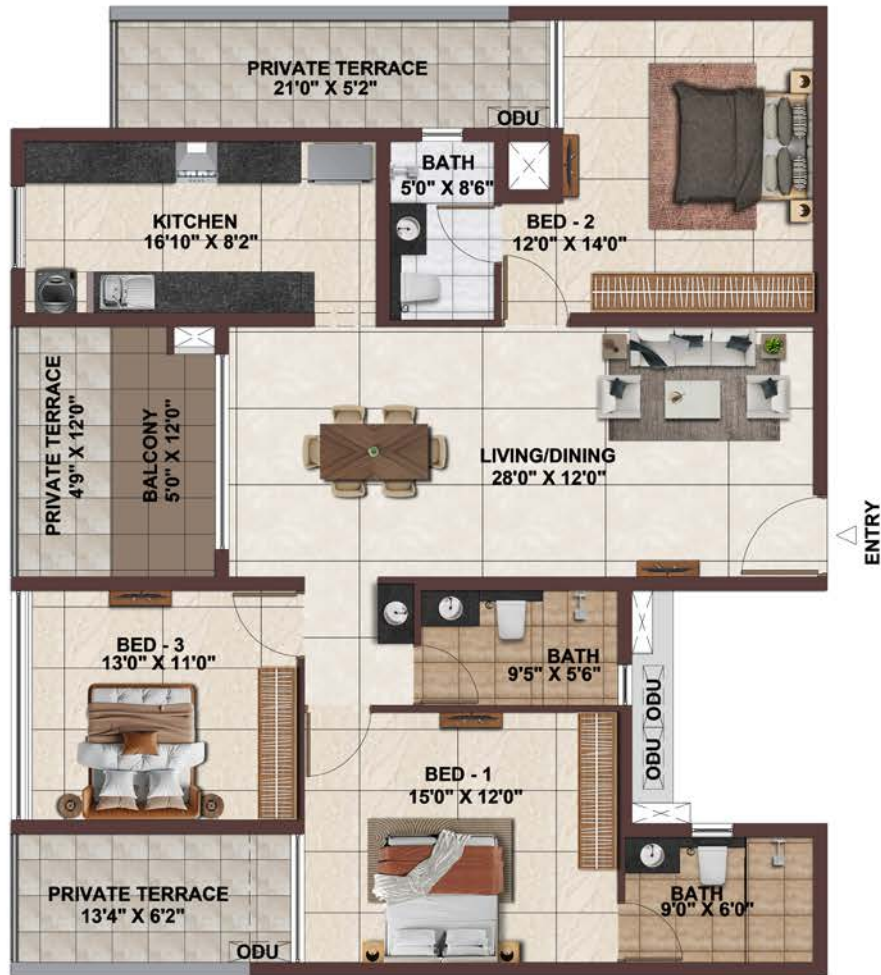 PRIVATE TERRACE
21'0" X 5'2"
ODU
BATH
5'0" X 8'6"
BED - 2
12'0" X 14'0"
KITCHEN
16'10" X 8'2"
PRIVATE TERRACE
4'9" X 12'0"
BALCONY
5'0" X 12'0"
LIVING/DINING
28'0" X 12'0"
ENTRY
BED - 3
13'0" X 11'0"
BATH
9'5" X 5'6"
ODU
ODU
BED - 1
15'0" X 12'0"
PRIVATE TERRACE
13'4" X 6'2"
ODU
BATH
9'0" X 6'0"